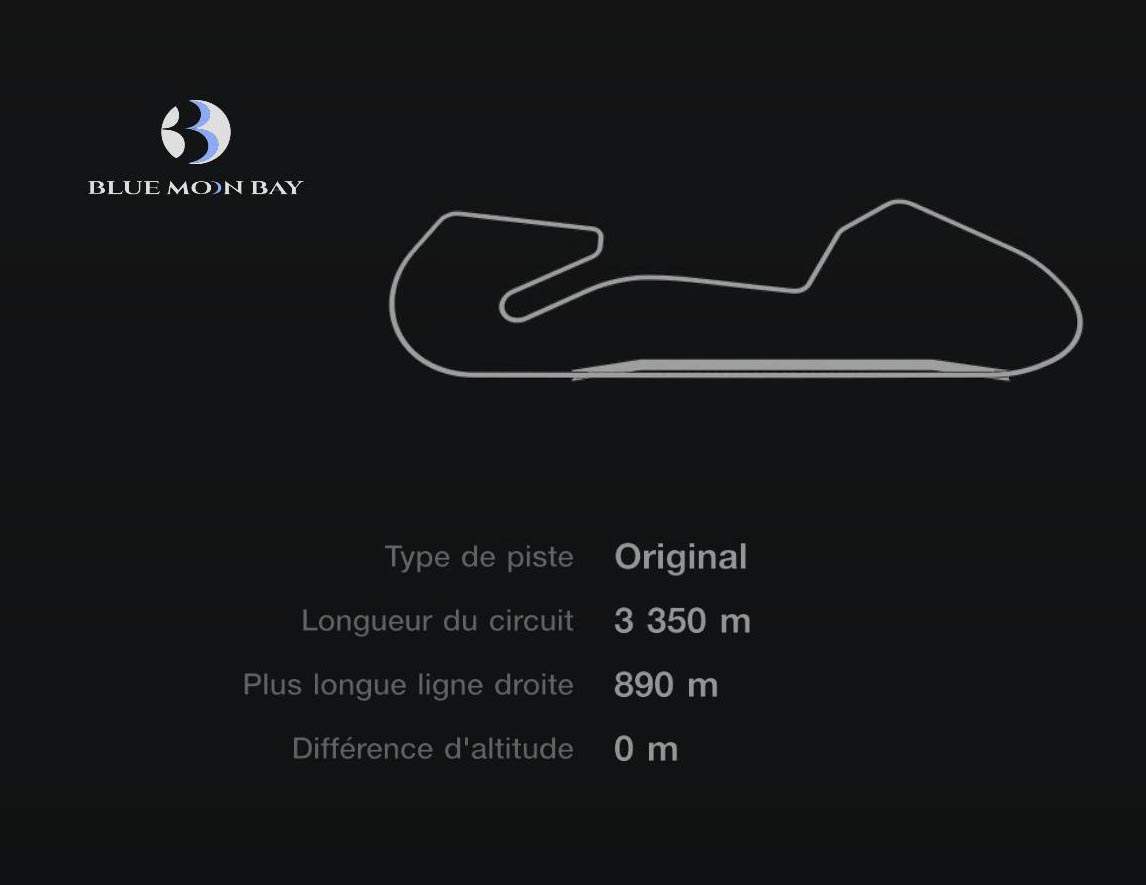 BLUE MOON BAY
Type de piste Original
Longueur du circuit 3 350 m
Plus longue ligne droite 890 m
Différence d'altitude 0 m